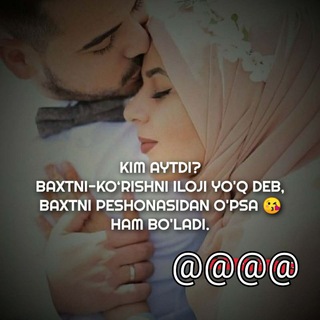 KIM AYTDI?
BAXTNI-KO'RISHNI ILOJI YO'Q DEB,
BAXTNI PESHONASIDAN O'PSA 😘
HAM BO'LADI.
@@@@